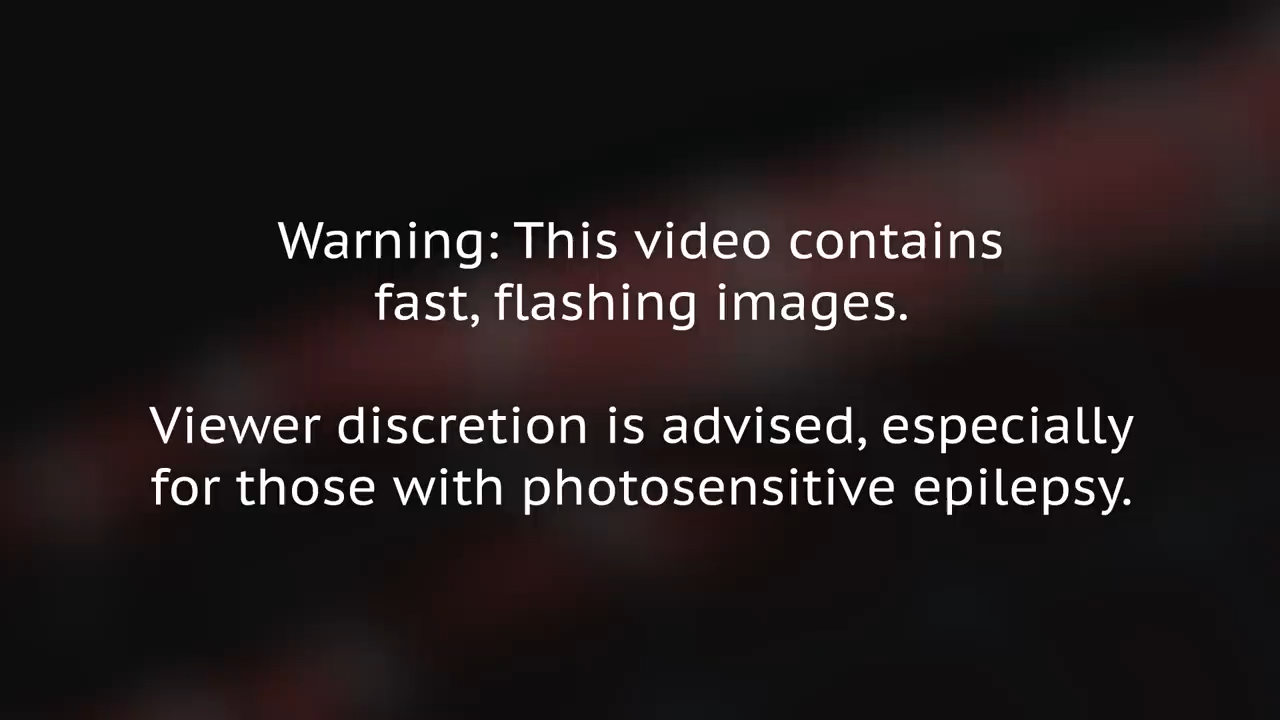 Warning: This video contains
fast, flashing images.
Viewer discretion is advised, especially
for those with photosensitive epilepsy.